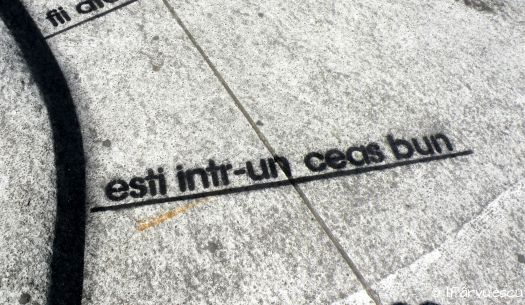 fii
esti intr-un ceas bun